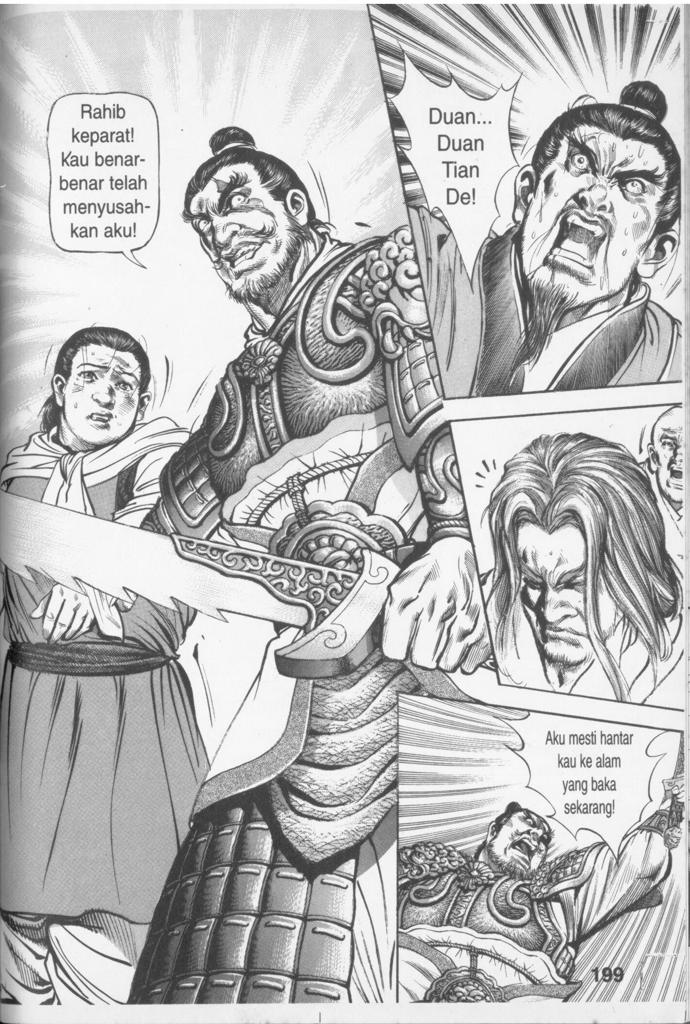 Rahib
keparat!
Kau benar-
benar telah
menyusah-
kan aku!
Duan...
Duan
Tian
De!
Aku mesti hantar
kau ke alam
yang baka
sekarang!
199